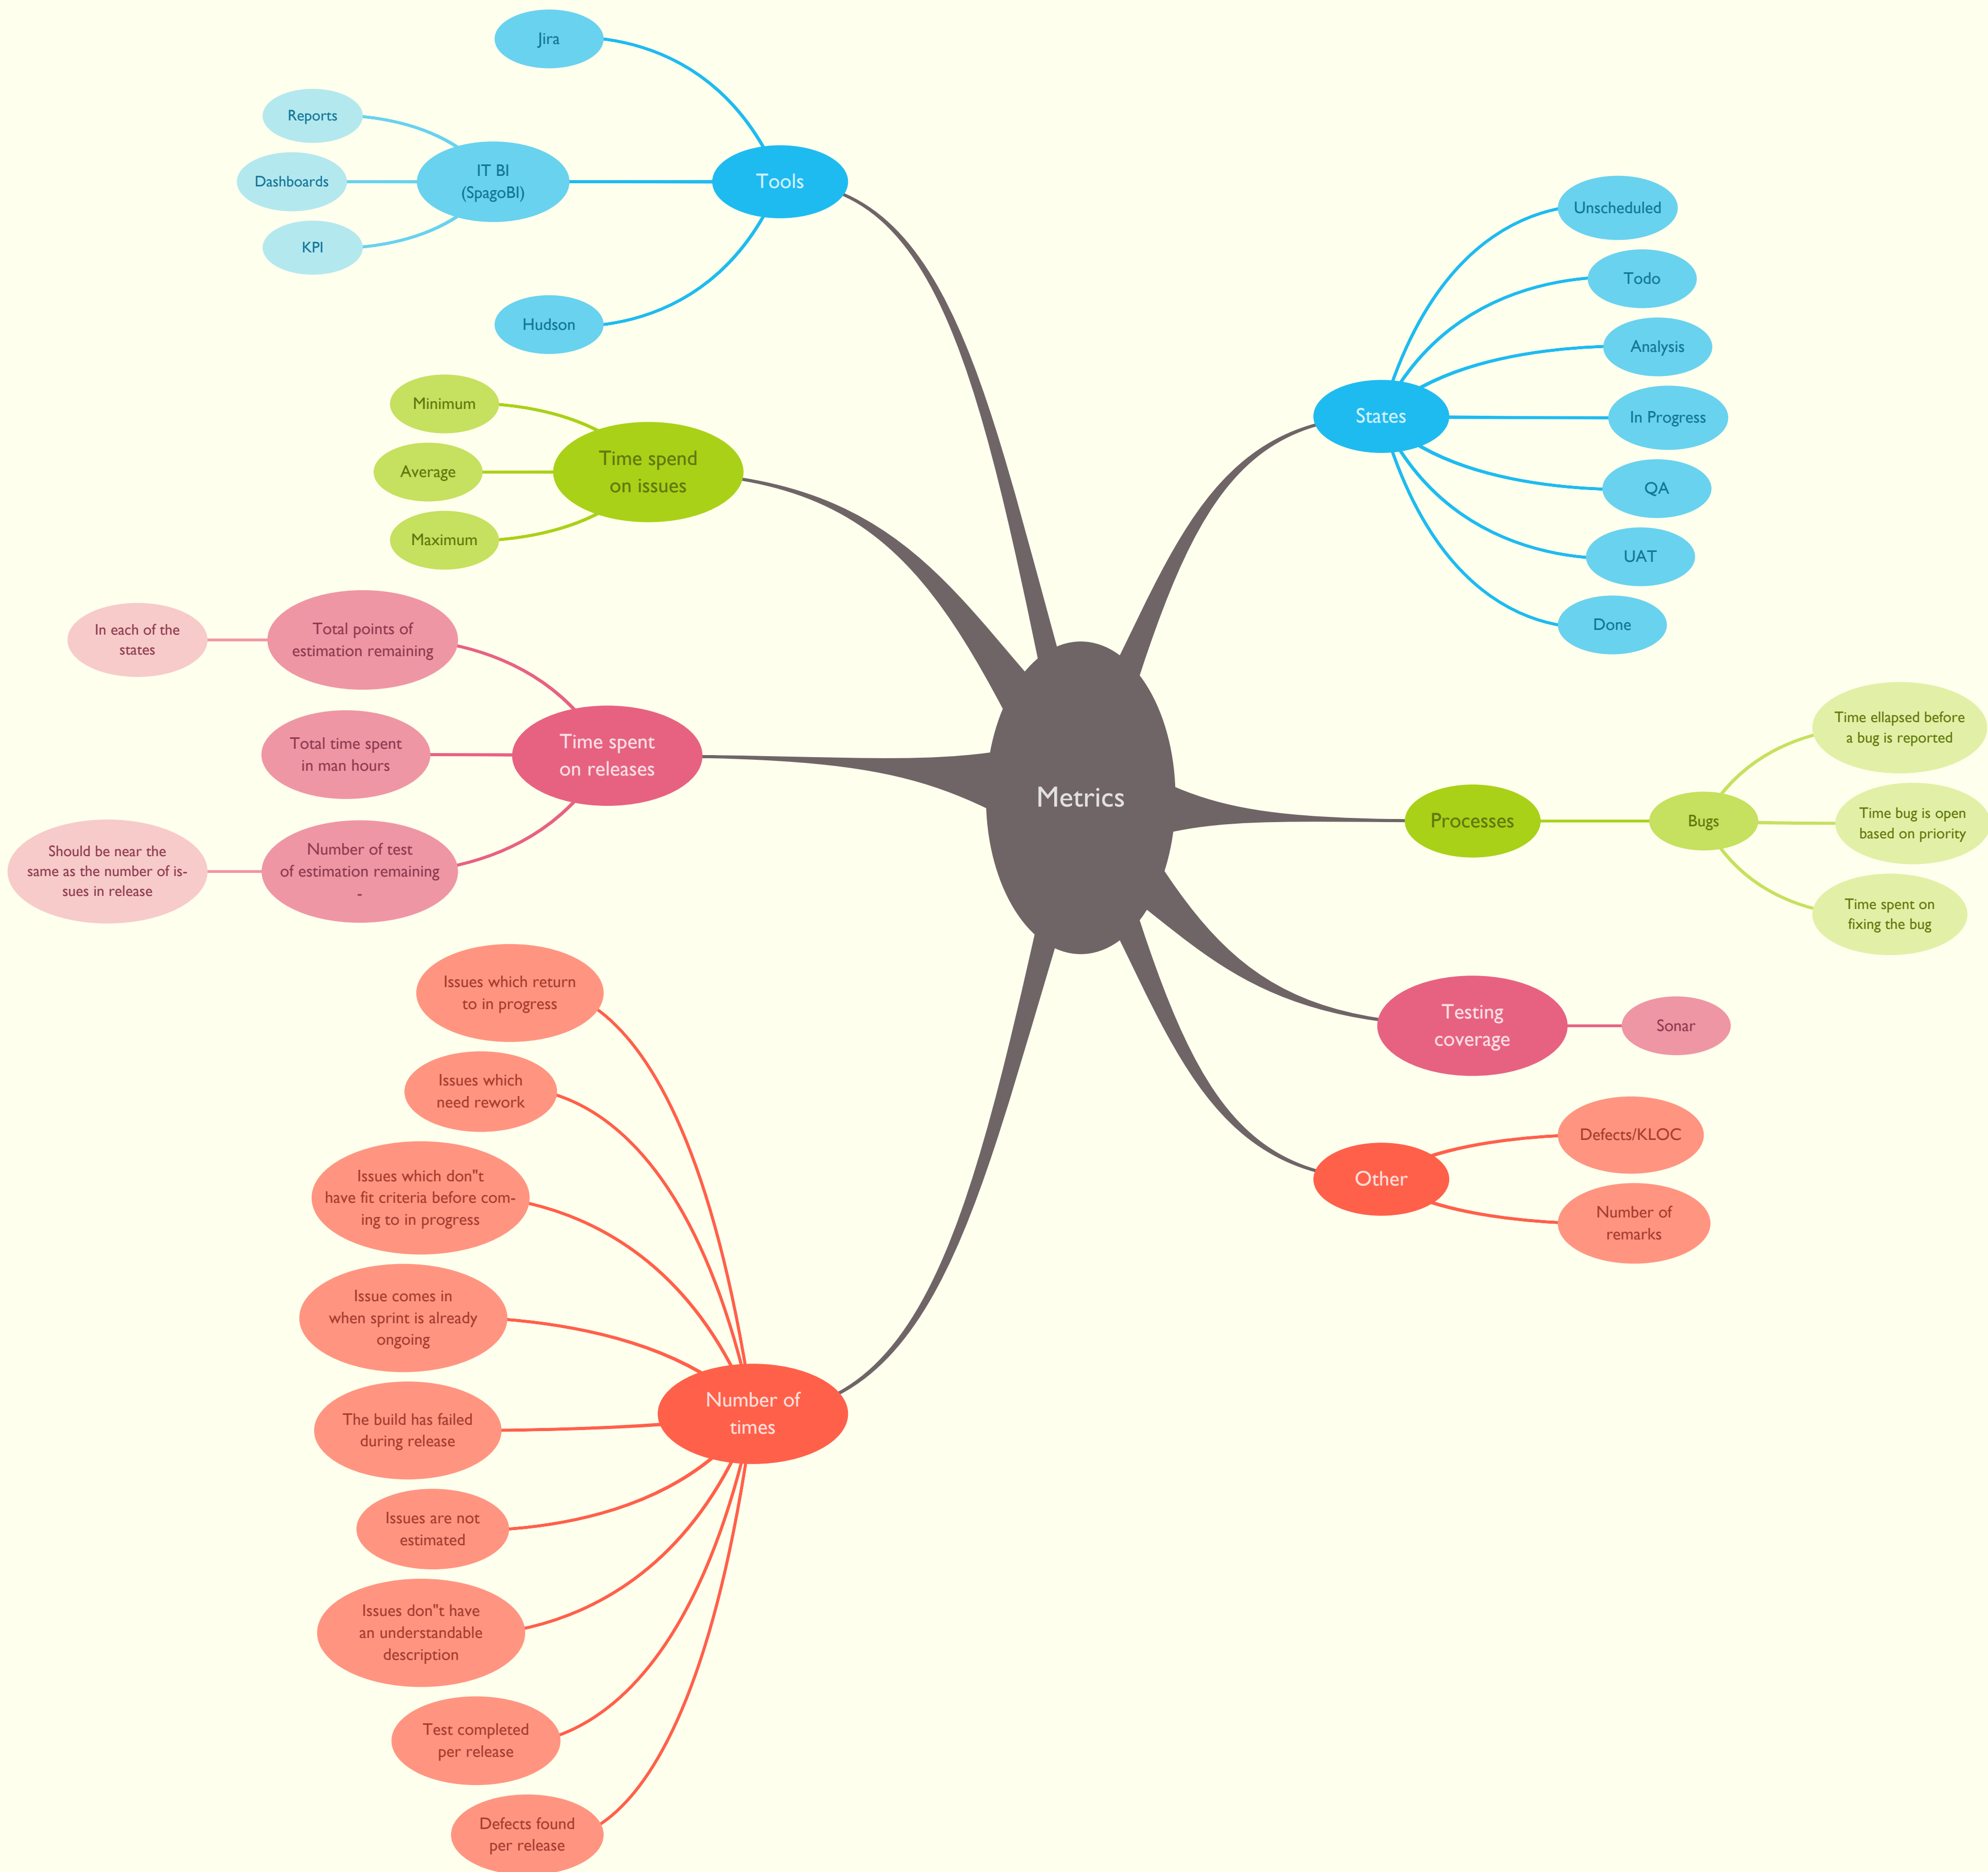 Metrics
Tools
Jira
IT BI
(SpagoBI)
Reports
Dashboards
KPI
Hudson
Time spend
on issues
Minimum
Average
Maximum
Time spent
on releases
Total points of
estimation remaining
In each of the
states
Total time spent
in man hours
Number of test
of estimation remaining
-
Should be near the
same as the number of is-
sues in release
Number of
times
Issues which return
to in progress
Issues which
need rework
Issues which don"t
have fit criteria before com-
ing to in progress
Issue comes in
when sprint is already
ongoing
The build has failed
during release
Issues are not
estimated
Issues don"t have
an understandable
description
Test completed
per release
Defects found
per release
States
Unscheduled
Todo
Analysis
In Progress
QA
UAT
Done
Processes
Bugs
Time ellapsed before
a bug is reported
Time bug is open
based on priority
Time spent on
fixing the bug
Testing
coverage
Sonar
Other
Defects/KLOC
Number of
remarks